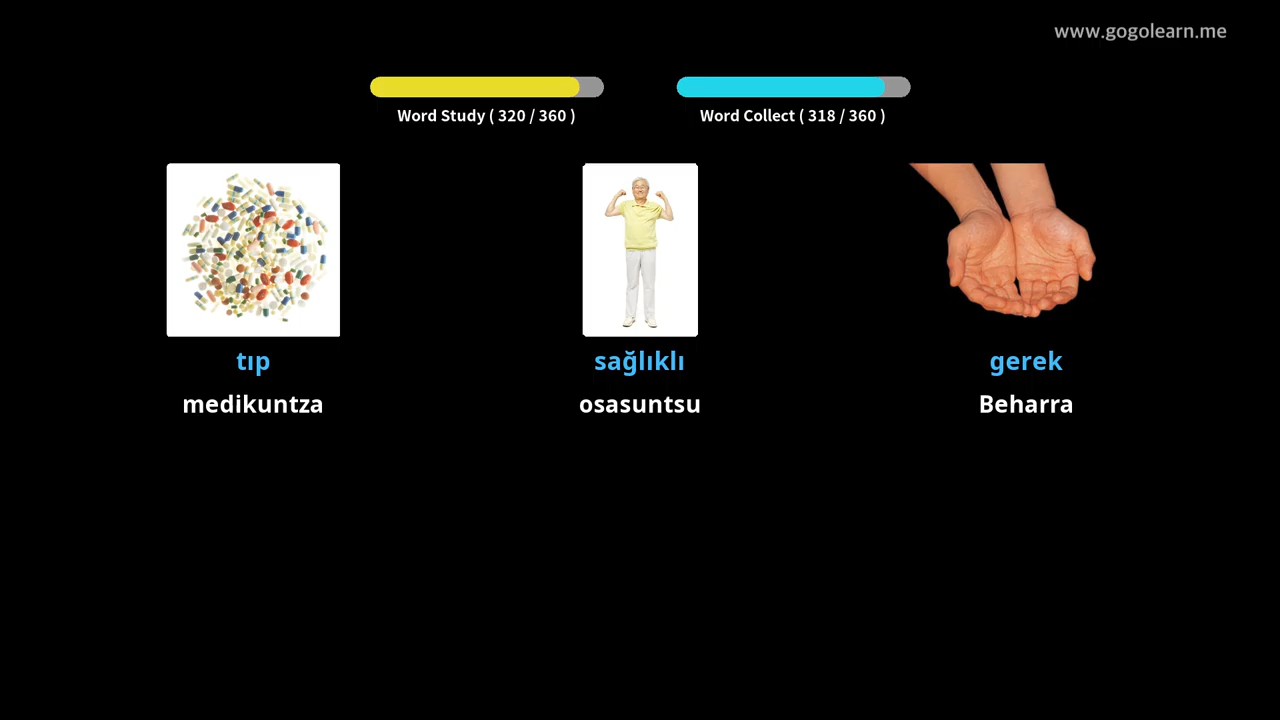 www.gogolearn.me
Word Study ( 320 / 360 )
Word Collect ( 318 / 360 )
tıp
medikuntza
sağlıklı
osasuntsu
gerek
Beharra